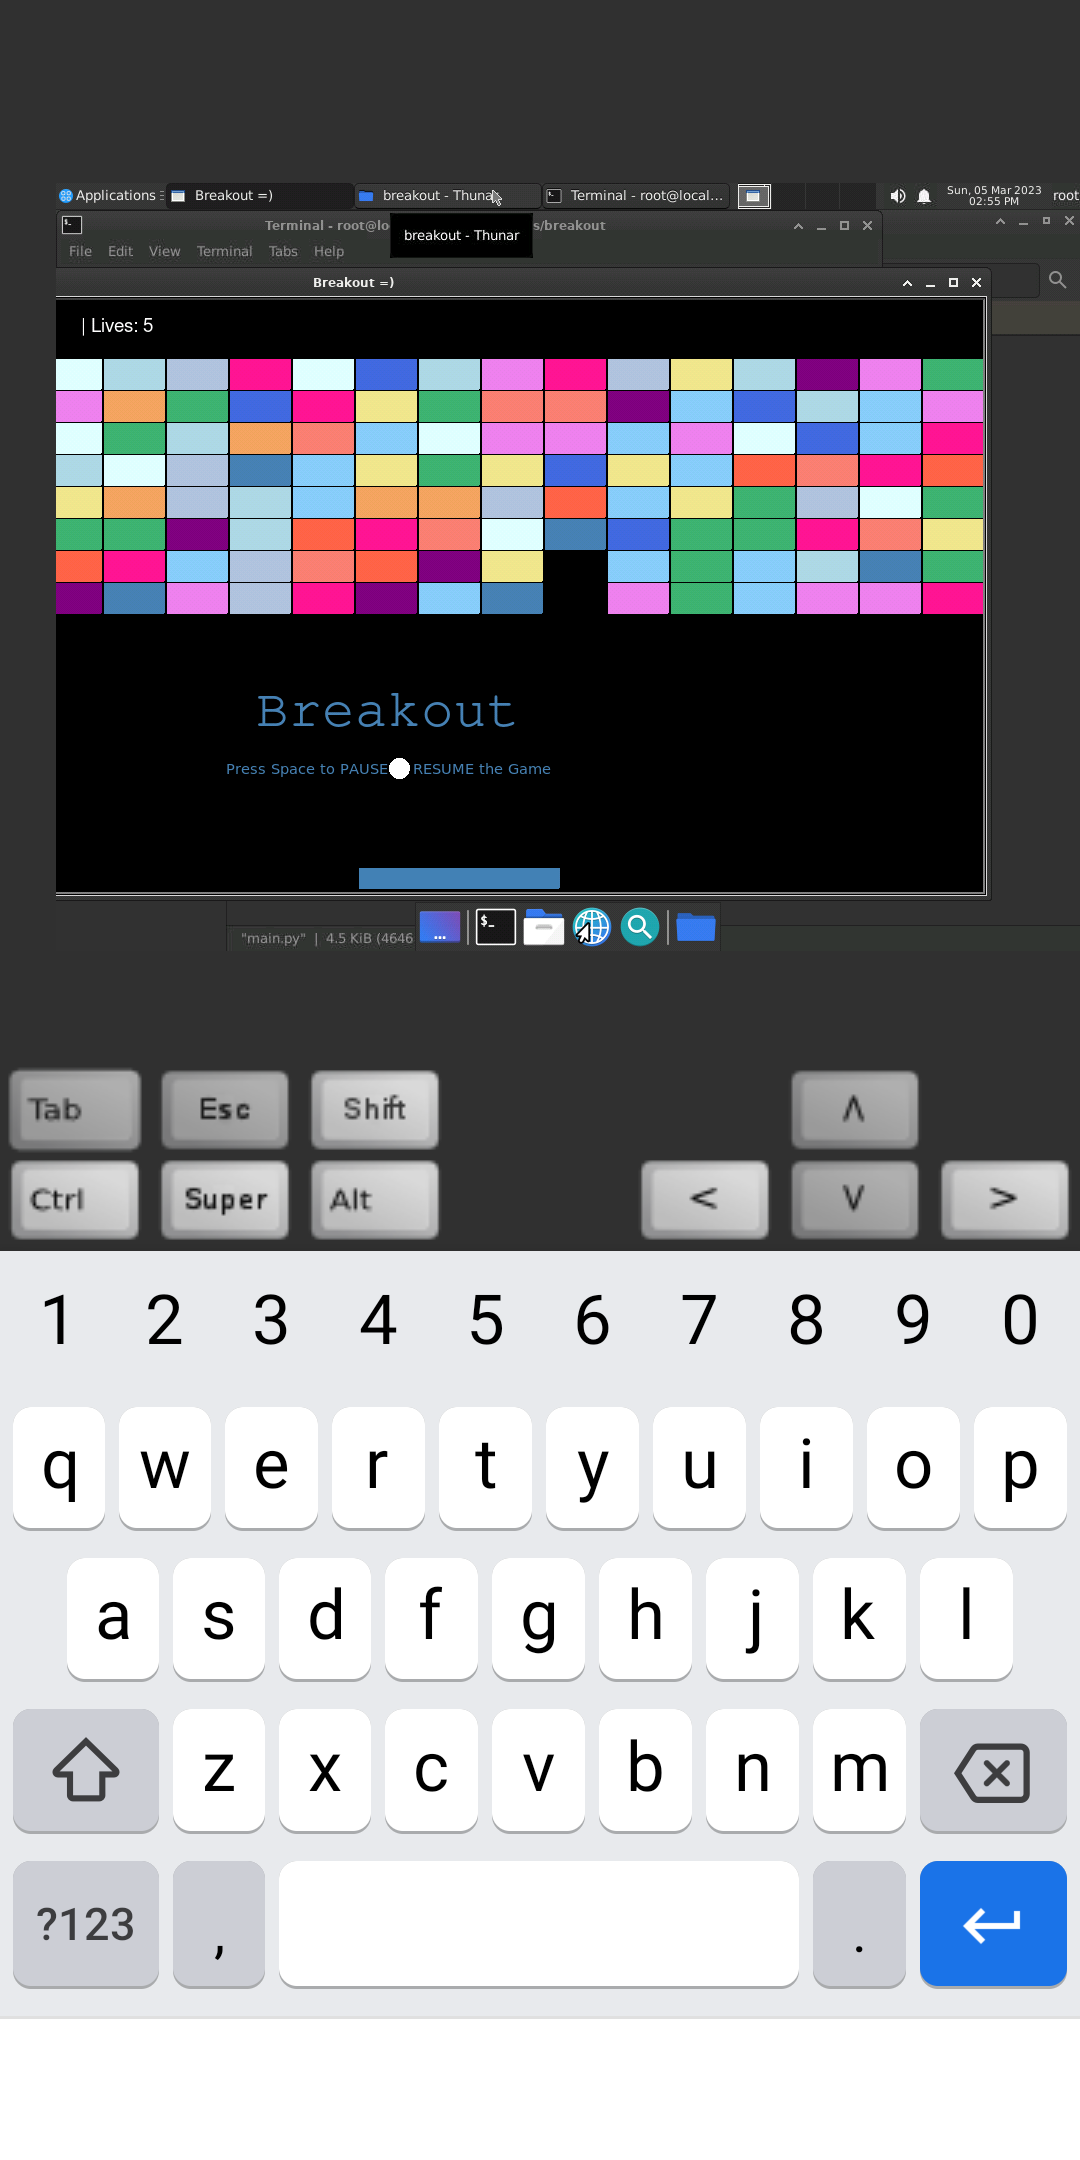 Applications Breakout =) breakout - Thunar Terminal - root@local... Sun, 05 Mar 2023
02:55 PM root
Terminal - root@lo s/breakout
breakout - Thunar
File Edit View Terminal Tabs Help
Breakout =)
| Lives: 5
Breakout
Press Space to PAUSE RESUME the Game
"main.py" | 4.5 KiB (4646
Tab Esc Shift Λ
Ctrl Super Alt < V >
1 2 3 4 5 6 7 8 9 0
q w e r t y u i o p
a s d f g h j k l
z x c v b n m
?123 , .